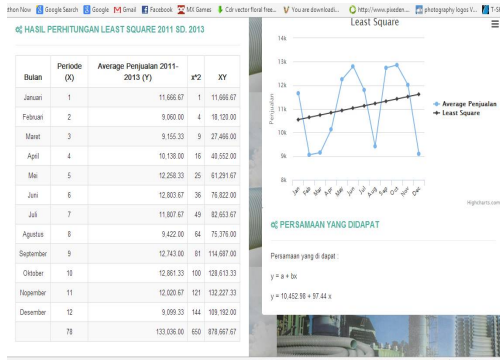 Google Search
Google
Gmail
Facebook
MX Games
Cdr vector floral free...
You are downloadi...
http://www.pixeden...
photography logos V...
HASIL PERHITUNGAN LEAST SQUARE 2011 SD. 2013
Bulan Periode (X) Average Penjualan 2011-2013 (Y) x^2 XY
Januari 1 11,666.67 1 11,666.67
Februari 2 9,060.00 4 18,120.00
Maret 3 9,155.33 9 27,466.00
April 4 10,138.00 16 40,552.00
Mei 5 12,258.33 25 61,291.67
Juni 6 12,803.67 36 76,822.00
Juli 7 11,807.67 49 82,653.67
Agustus 8 9,422.00 64 75,376.00
September 9 12,743.00 81 114,687.00
Oktober 10 12,861.33 100 128,613.33
Nopember 11 12,020.67 121 132,227.33
Desember 12 9,099.33 144 109,192.00
78 133,036.00 650 878,667.67
Least Square
14k
13k
12k
11k
10k
9k
8k
Penjualan
Jan Feb Mar Apr Mei Jun Jul Aug Sep Oct Nov Dec
Average Penjualan
Least Square
Highcharts.com
PERSAMAAN YANG DIDAPAT
Persamaan yang di dapat :
y = a + bx
y = 10,452.98 + 97.44 x